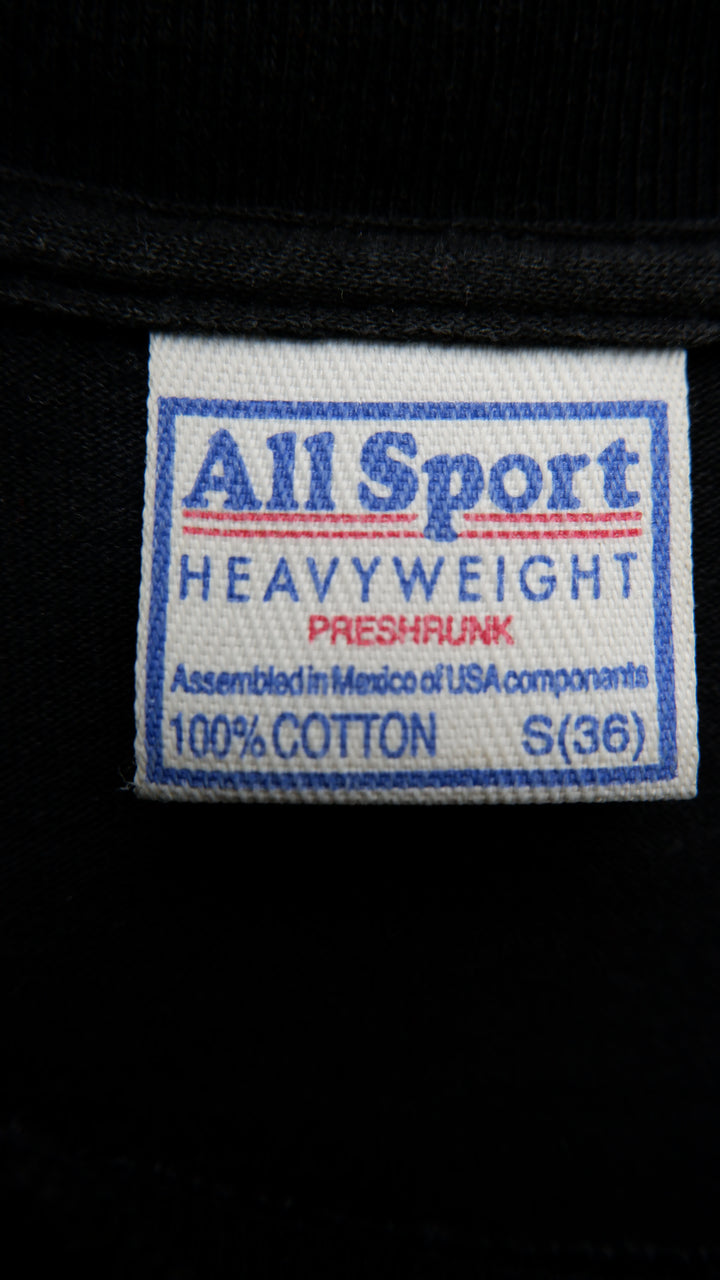 All Sport
HEAVYWEIGHT
PRESHRUNK
Assembled in Mexico of USA components
100% COTTON S(36)